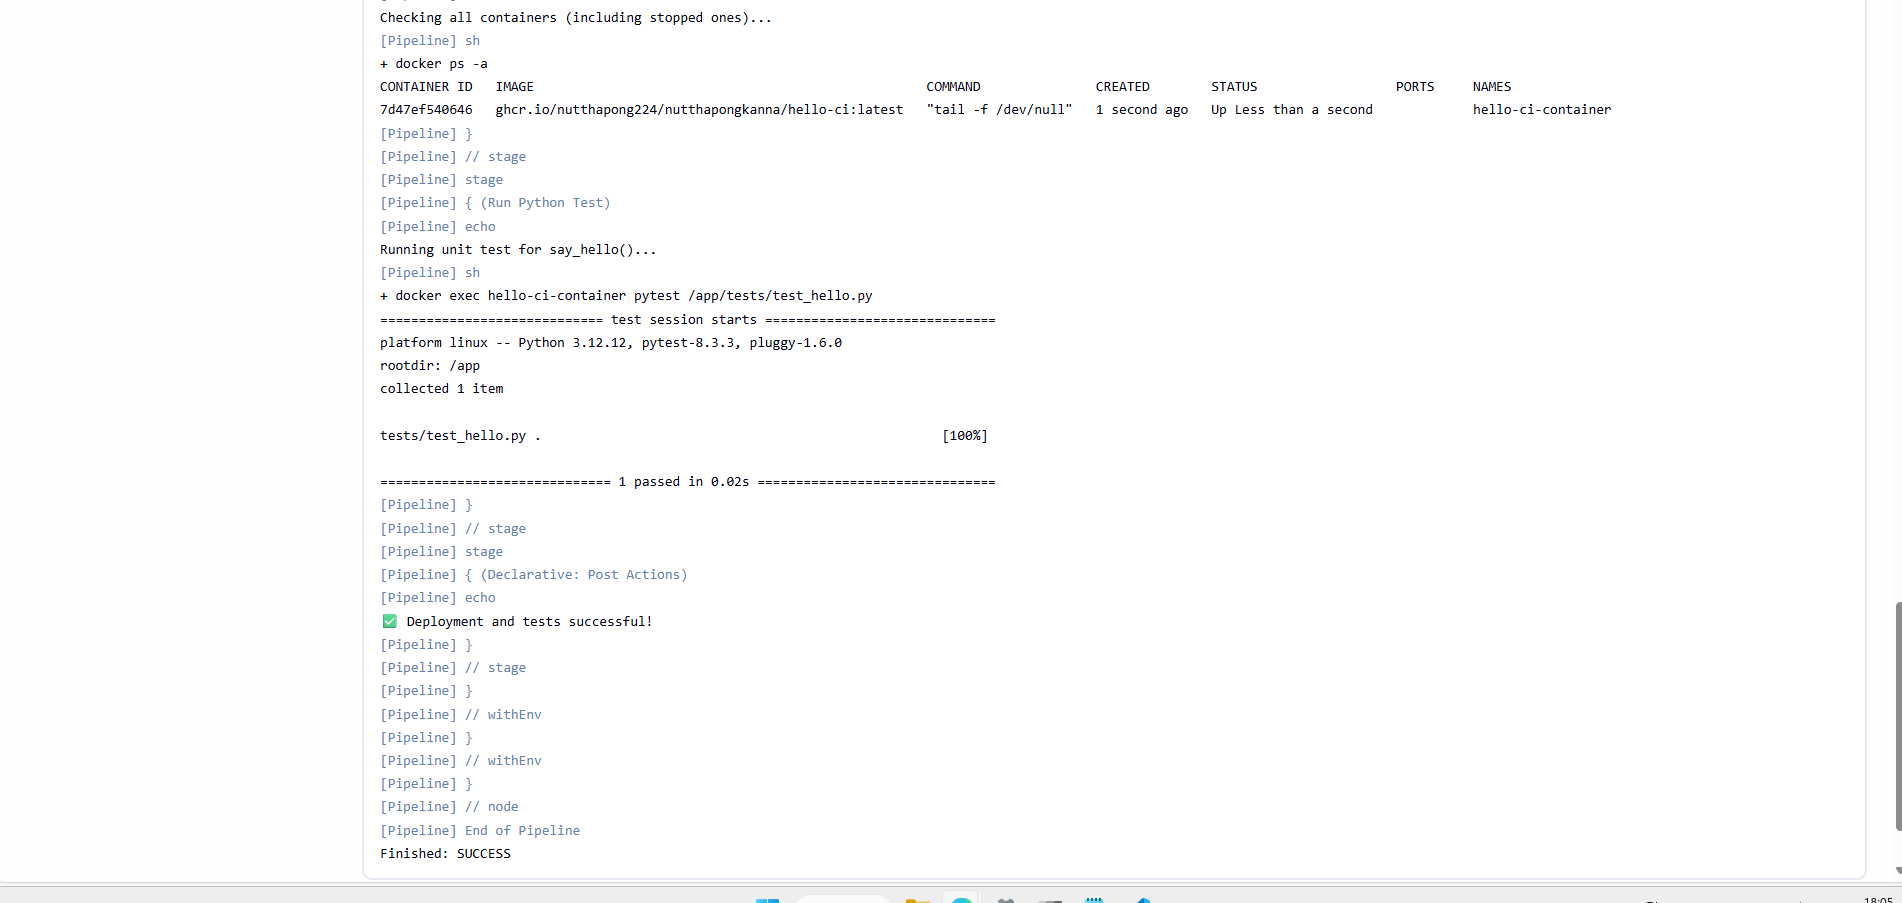 Checking all containers (including stopped ones)...
[Pipeline] sh
+ docker ps -a
CONTAINER ID   IMAGE                                                   COMMAND               CREATED        STATUS                  PORTS     NAMES
7d47ef540646   ghcr.io/nutthapong224/nutthapongkanna/hello-ci:latest   "tail -f /dev/null"   1 second ago   Up Less than a second             hello-ci-container
[Pipeline] }
[Pipeline] // stage
[Pipeline] stage
[Pipeline] { (Run Python Test)
[Pipeline] echo
Running unit test for say_hello()...
[Pipeline] sh
+ docker exec hello-ci-container pytest /app/tests/test_hello.py
============================= test session starts ==============================
platform linux -- Python 3.12.12, pytest-8.3.3, pluggy-1.6.0
rootdir: /app
collected 1 item
tests/test_hello.py .                                                    [100%]
============================== 1 passed in 0.02s ===============================
[Pipeline] }
[Pipeline] // stage
[Pipeline] stage
[Pipeline] { (Declarative: Post Actions)
[Pipeline] echo
✅ Deployment and tests successful!
[Pipeline] }
[Pipeline] // stage
[Pipeline] }
[Pipeline] // withEnv
[Pipeline] }
[Pipeline] // withEnv
[Pipeline] }
[Pipeline] // node
[Pipeline] End of Pipeline
Finished: SUCCESS
18:05